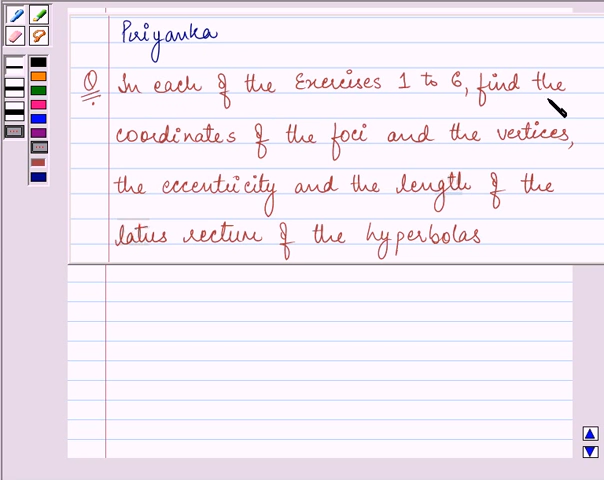 Priyanka
Q In each of the Exercises 1 to 6, find the
coordinates of the foci and the vertices,
the eccentricity and the length of the
latus rectum of the hyperbolas